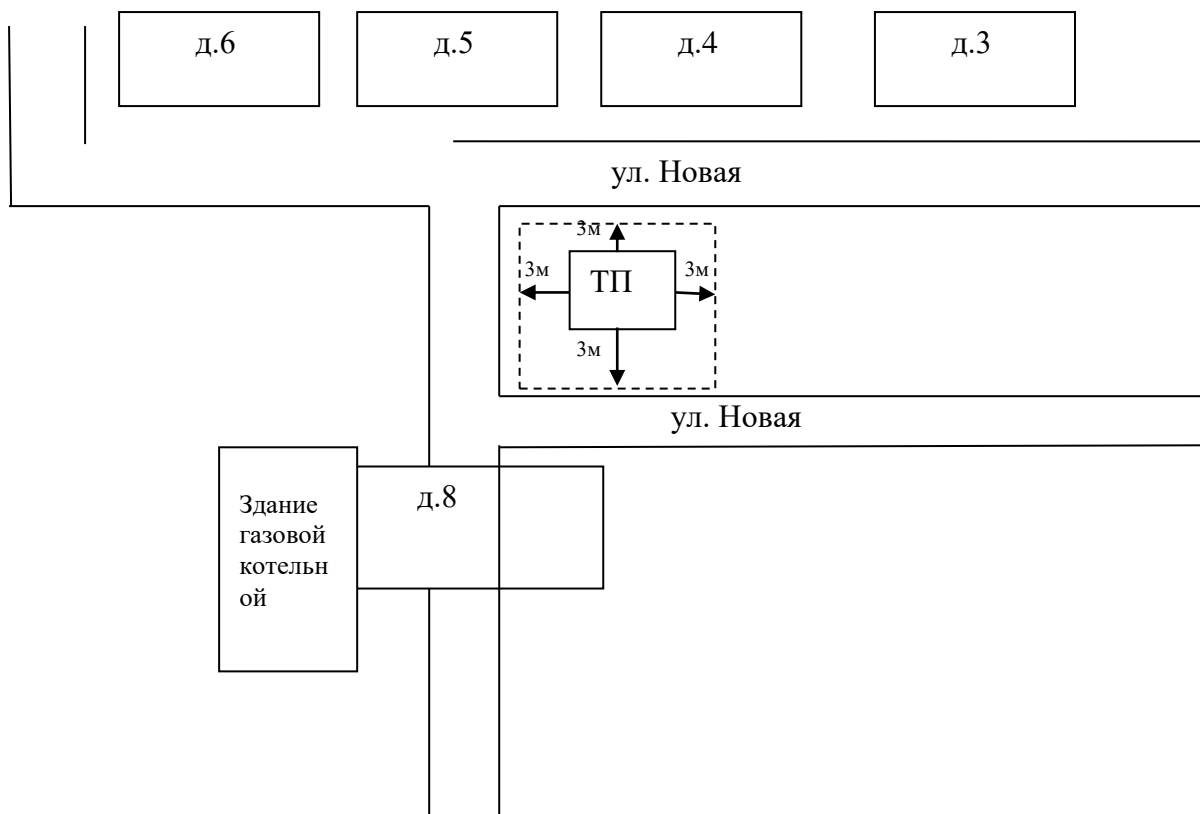 д.6
д.5
д.4
д.3
ул. Новая
3м
3м
ТП
3м
3м
ул. Новая
д.8
Здание
газовой
котельн
ой